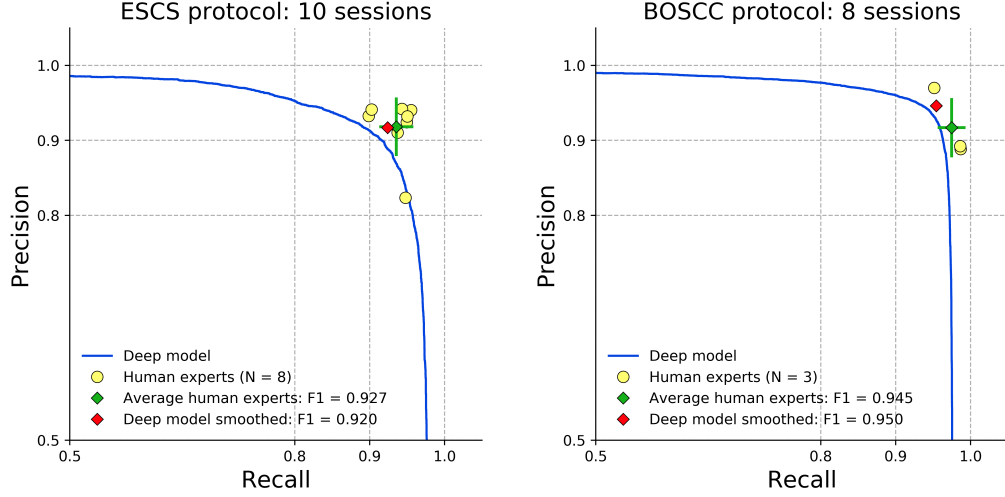 ESCS protocol: 10 sessions
1.0
0.9
0.8
0.5
Precision
Deep model
Human experts (N = 8)
Average human experts: F1 = 0.927
Deep model smoothed: F1 = 0.920
0.5
0.8
0.9
1.0
Recall
BOSCC protocol: 8 sessions
1.0
0.9
0.8
0.5
Precision
Deep model
Human experts (N = 3)
Average human experts: F1 = 0.945
Deep model smoothed: F1 = 0.950
0.5
0.8
0.9
1.0
Recall